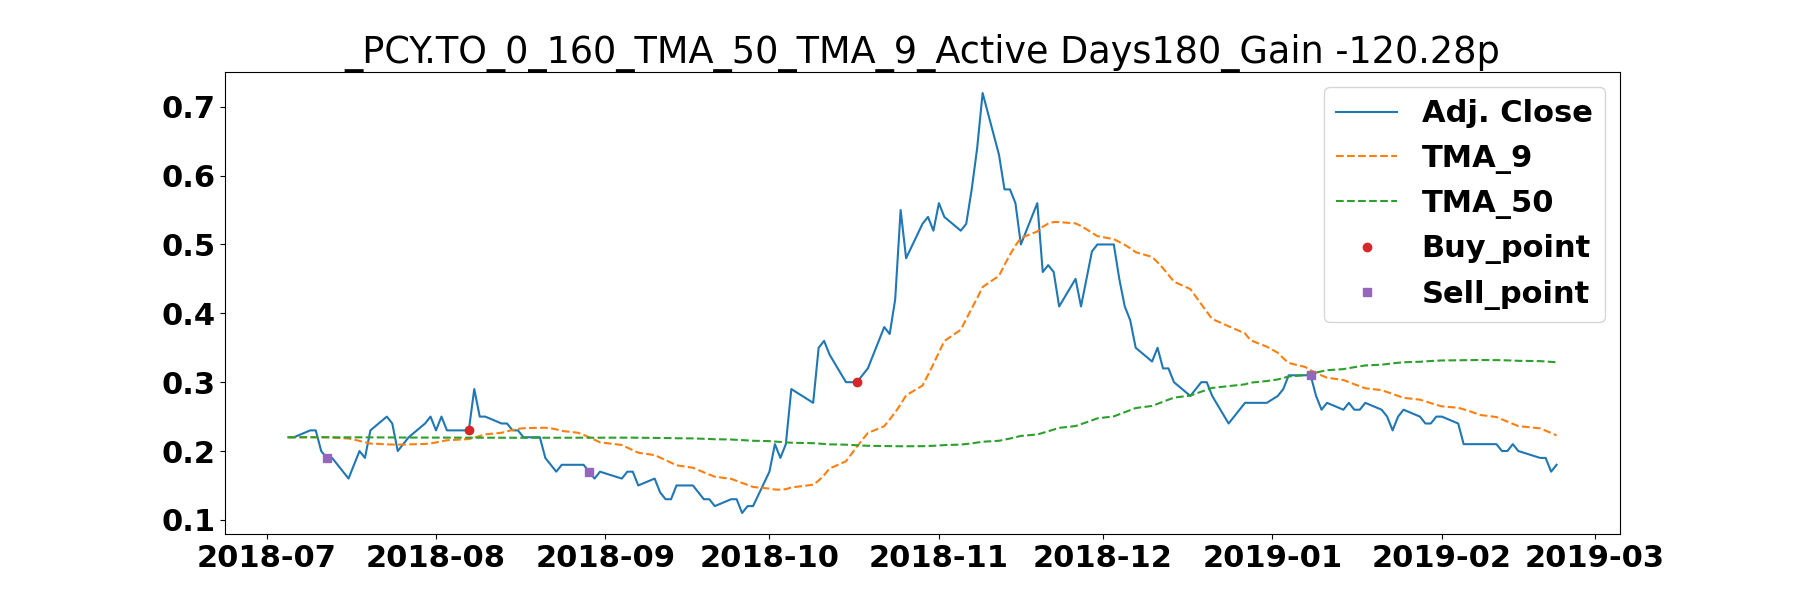 _PCY.TO_0_160_TMA_50_TMA_9_Active Days180_Gain -120.28p
0.7
0.6
0.5
0.4
0.3
0.2
0.1
Adj. Close
TMA_9
TMA_50
Buy_point
Sell_point
2018-07 2018-08 2018-09 2018-10 2018-11 2018-12 2019-01 2019-02 2019-03